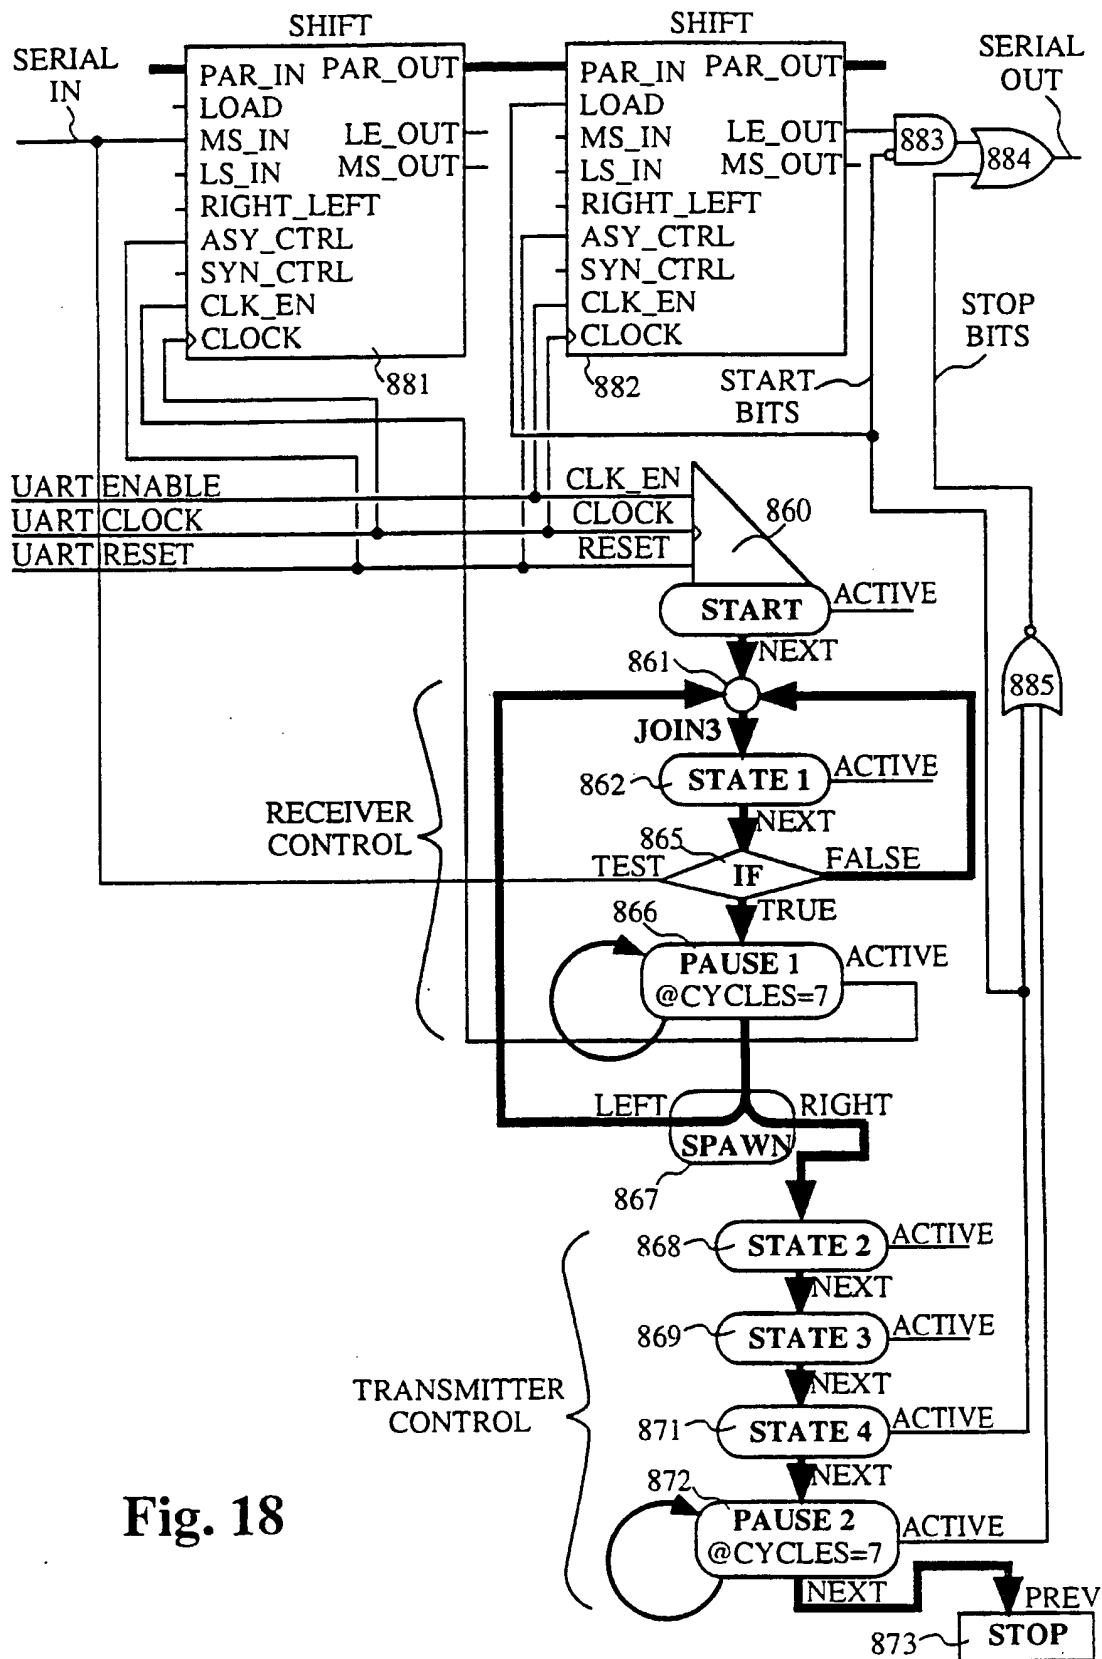 SHIFT
SHIFT
SERIAL
IN
SERIAL
OUT
PAR_IN PAR_OUT
LOAD
MS_IN LE_OUT
LS_IN MS_OUT
RIGHT_LEFT
ASY_CTRL
SYN_CTRL
CLK_EN
CLOCK
881
PAR_IN PAR_OUT
LOAD
MS_IN LE_OUT
LS_IN MS_OUT
RIGHT_LEFT
ASY_CTRL
SYN_CTRL
CLK_EN
CLOCK
882
883
884
START
BITS
STOP
BITS
UART ENABLE
UART CLOCK
UART RESET
CLK_EN
CLOCK
RESET
860
START
ACTIVE
NEXT
861
885
JOIN3
862
STATE 1
ACTIVE
RECEIVER
CONTROL
NEXT
865
TEST
IF
FALSE
TRUE
866
PAUSE 1
@CYCLES=7
ACTIVE
LEFT
RIGHT
SPAWN
867
868
STATE 2
ACTIVE
NEXT
869
STATE 3
ACTIVE
NEXT
TRANSMITTER
CONTROL
871
STATE 4
ACTIVE
NEXT
872
PAUSE 2
@CYCLES=7
ACTIVE
NEXT
PREV
873
STOP
Fig. 18